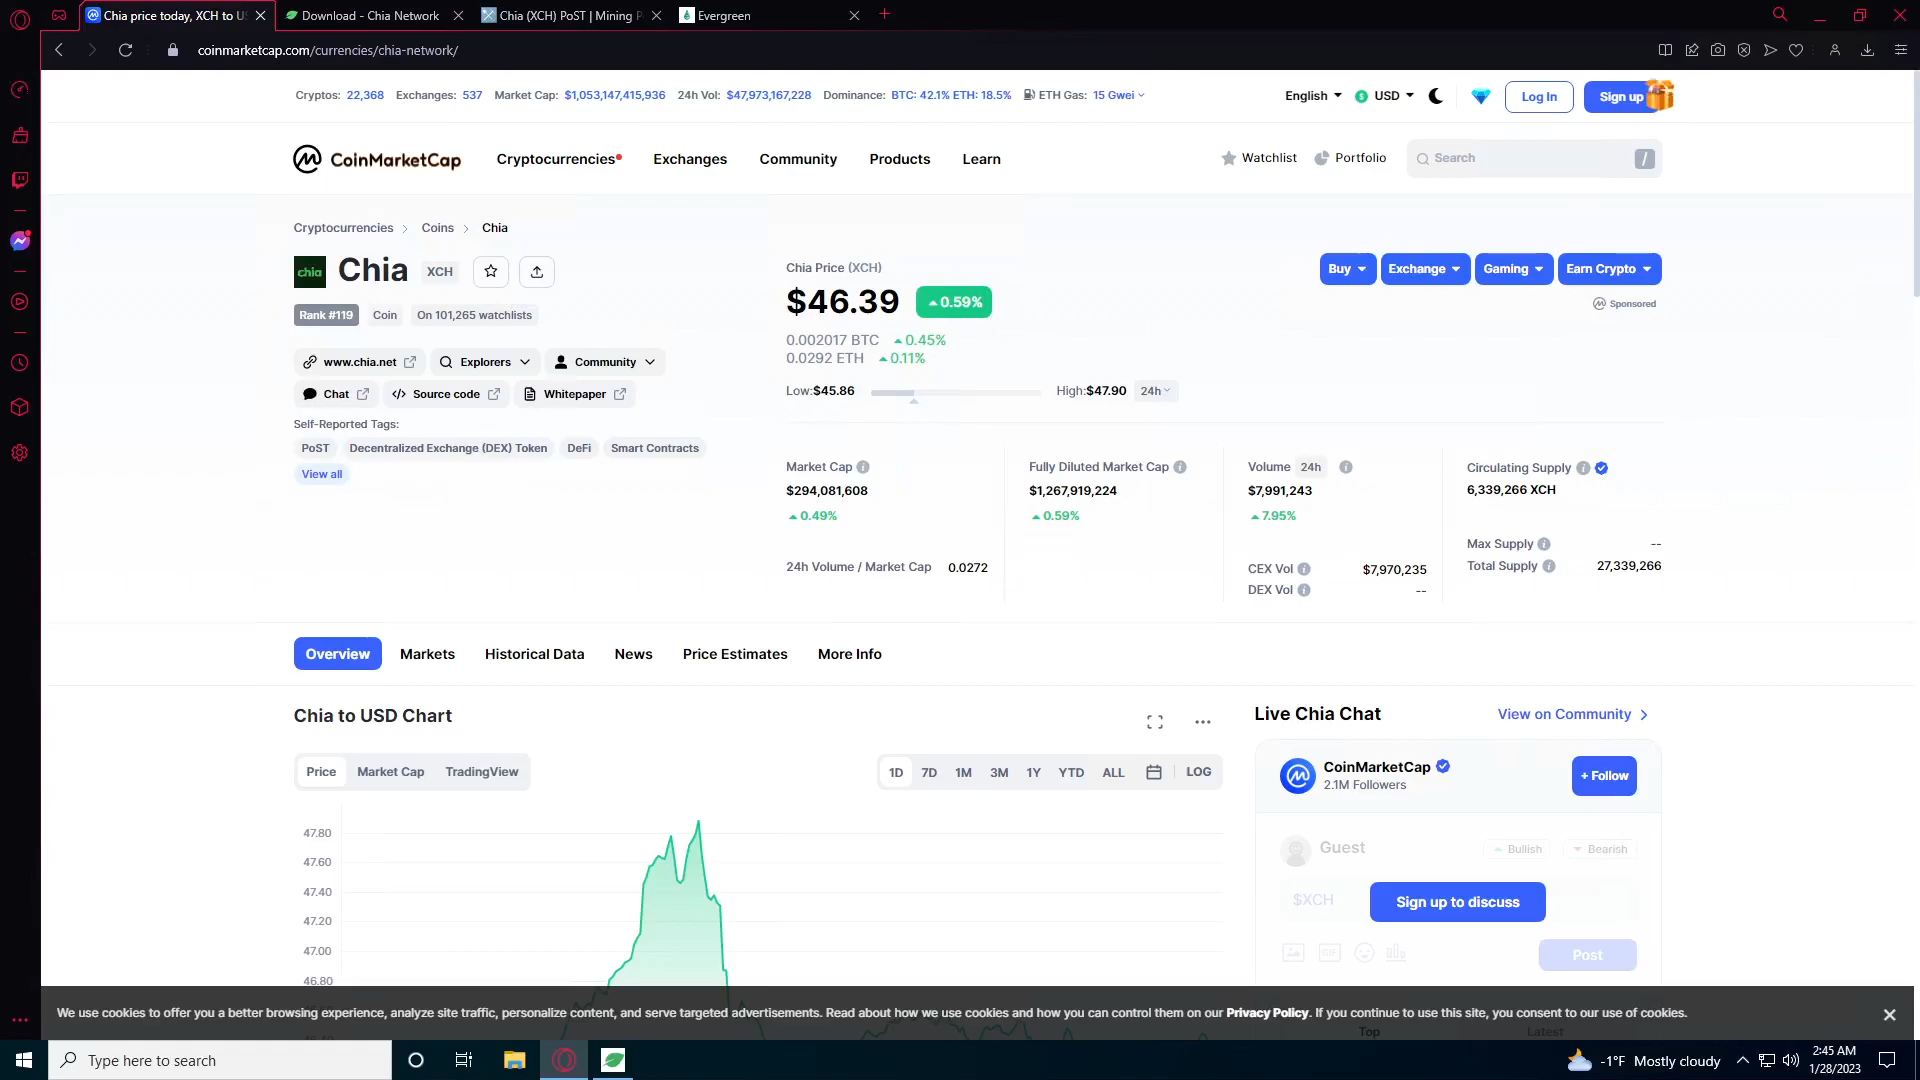 Chia price today, XCH to US
Download - Chia Network
Chia (XCH) PoST | Mining P
Evergreen
coinmarketcap.com/currencies/chia-network/
Cryptos: 22,368 Exchanges: 537 Market Cap: $1,053,147,415,936 24h Vol: $47,973,167,228 Dominance: BTC: 42.1% ETH: 18.5% ETH Gas: 15 Gwei
English USD Log In Sign up
CoinMarketCap Cryptocurrencies Exchanges Community Products Learn
Watchlist Portfolio Search /
Cryptocurrencies > Coins > Chia
chia Chia XCH
Rank #119 Coin On 101,265 watchlists
www.chia.net Explorers Community
Chat Source code Whitepaper
Self-Reported Tags:
PoST Decentralized Exchange (DEX) Token DeFi Smart Contracts
View all
Chia Price (XCH)
$46.39 0.59%
0.002017 BTC 0.45%
0.0292 ETH 0.11%
Low:$45.86 High:$47.90 24h
Buy Exchange Gaming Earn Crypto
Sponsored
Market Cap
$294,081,608
0.49%
24h Volume / Market Cap 0.0272
Fully Diluted Market Cap
$1,267,919,224
0.59%
Volume 24h
$7,991,243
7.95%
CEX Vol $7,970,235
DEX Vol --
Circulating Supply
6,339,266 XCH
Max Supply --
Total Supply 27,339,266
Overview Markets Historical Data News Price Estimates More Info
Chia to USD Chart
Price Market Cap TradingView
1D 7D 1M 3M 1Y YTD ALL LOG
47.80
47.60
47.40
47.20
47.00
46.80
Live Chia Chat View on Community >
CoinMarketCap
2.1M Followers
+ Follow
Guest Bullish Bearish
$XCH Sign up to discuss
GIF Post
Top Latest
We use cookies to offer you a better browsing experience, analyze site traffic, personalize content, and serve targeted advertisements. Read about how we use cookies and how you can control them on our Privacy Policy. If you continue to use this site, you consent to our use of cookies.
Type here to search
-1°F Mostly cloudy
2:45 AM
1/28/2023